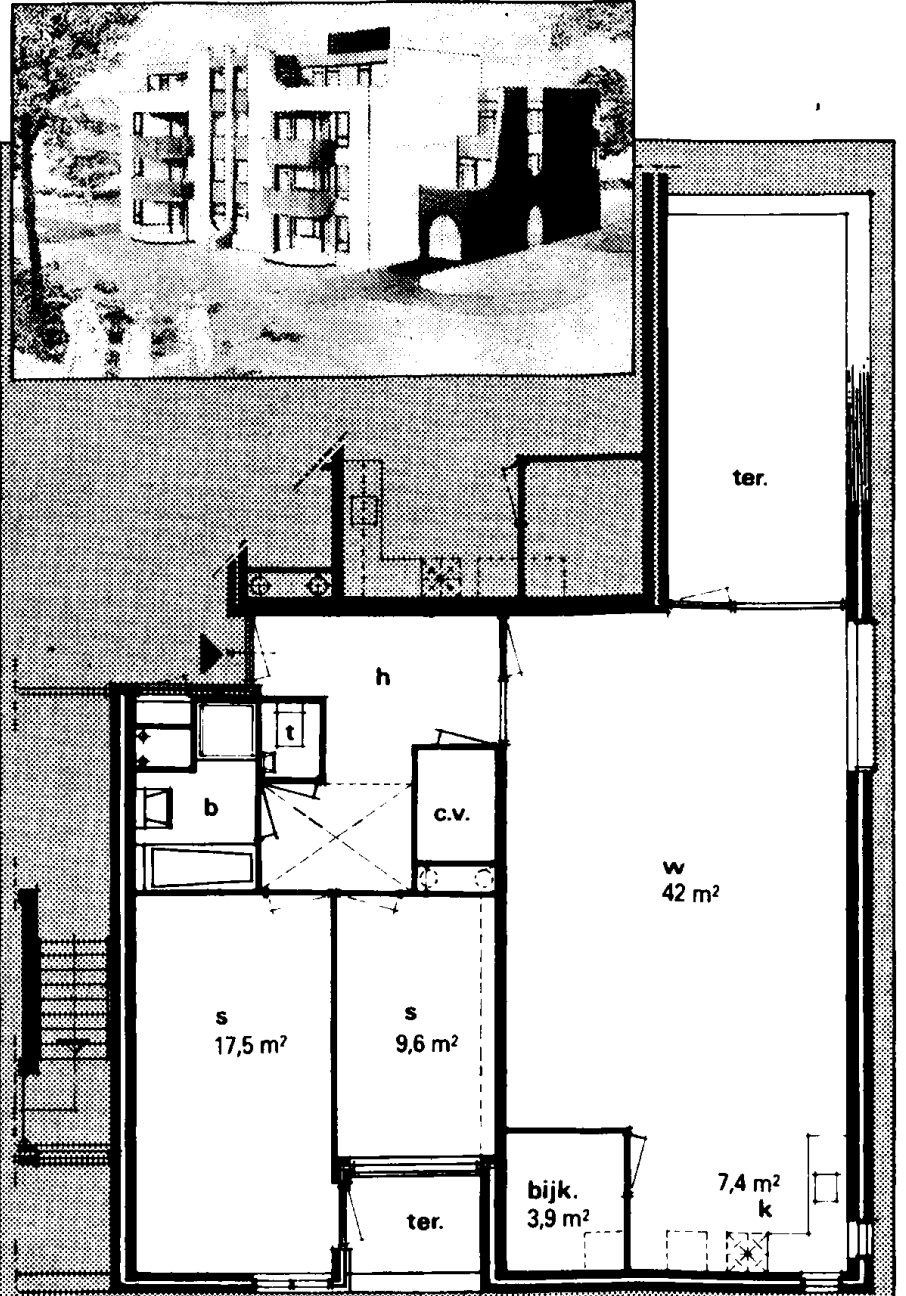 ter.
h
t
b
c.v.
w
42 m²
s
17,5 m²
s
9,6 m²
bijk.
3,9 m²
7,4 m²
k
ter.